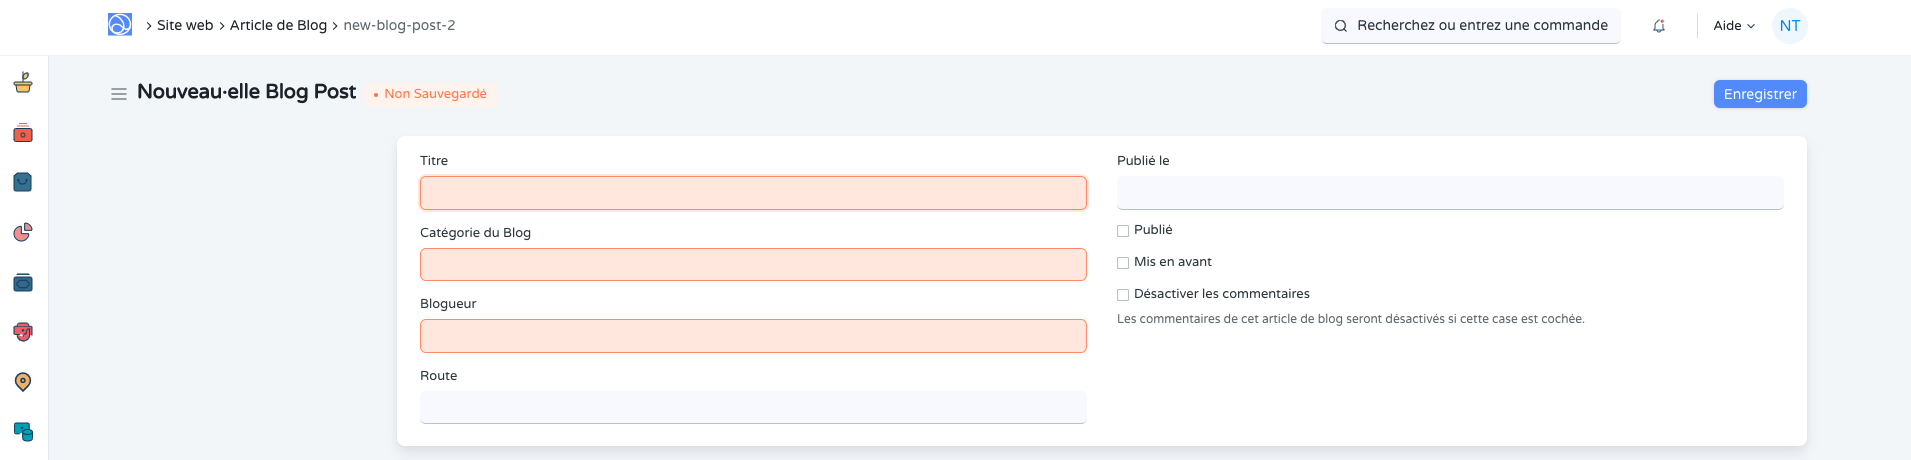 Site web Article de Blog new-blog-post-2
Recherchez ou entrez une commande
Aide
NT
Nouveau·elle Blog Post
Non Sauvegardé
Enregistrer
Titre
Catégorie du Blog
Blogueur
Route
Publié le
Publié
Mis en avant
Désactiver les commentaires
Les commentaires de cet article de blog seront désactivés si cette case est cochée.